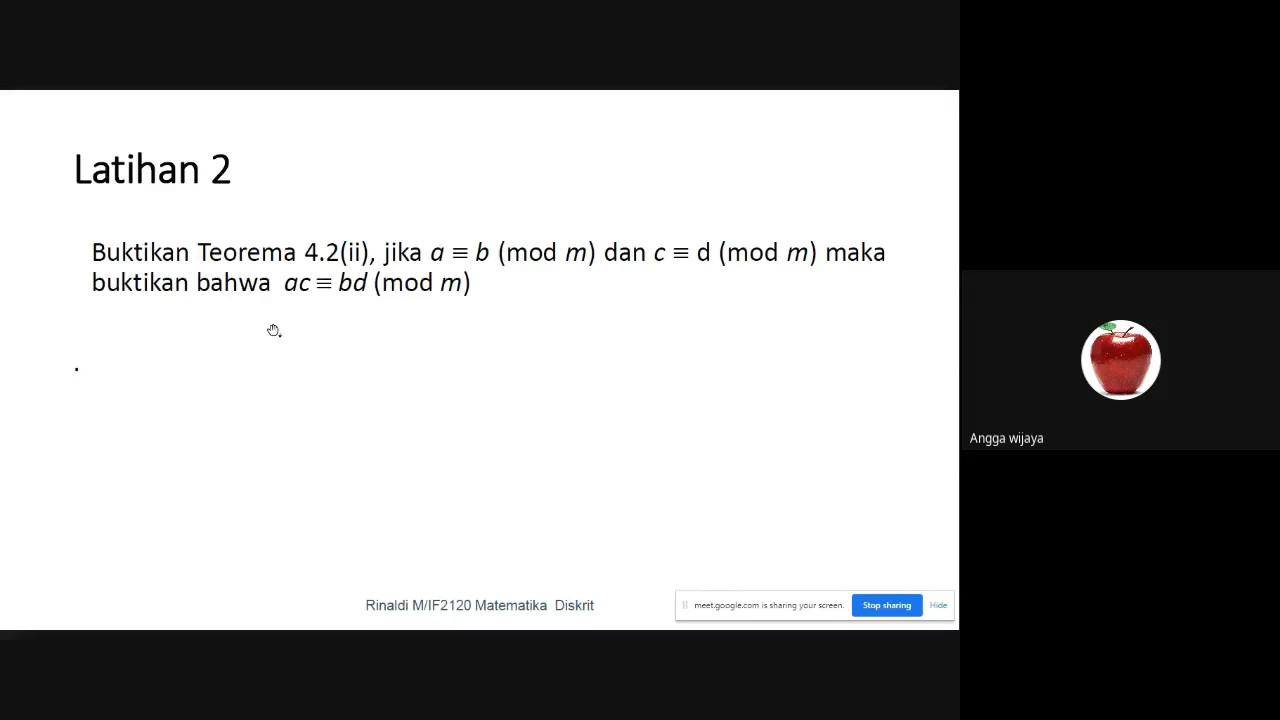 Latihan 2
Buktikan Teorema 4.2(ii), jika a ≡ b (mod m) dan c ≡ d (mod m) maka
buktikan bahwa ac ≡ bd (mod m)
.
Rinaldi M/IF2120 Matematika Diskrit
meet.google.com is sharing your screen.
Stop sharing
Hide
Angga wijaya